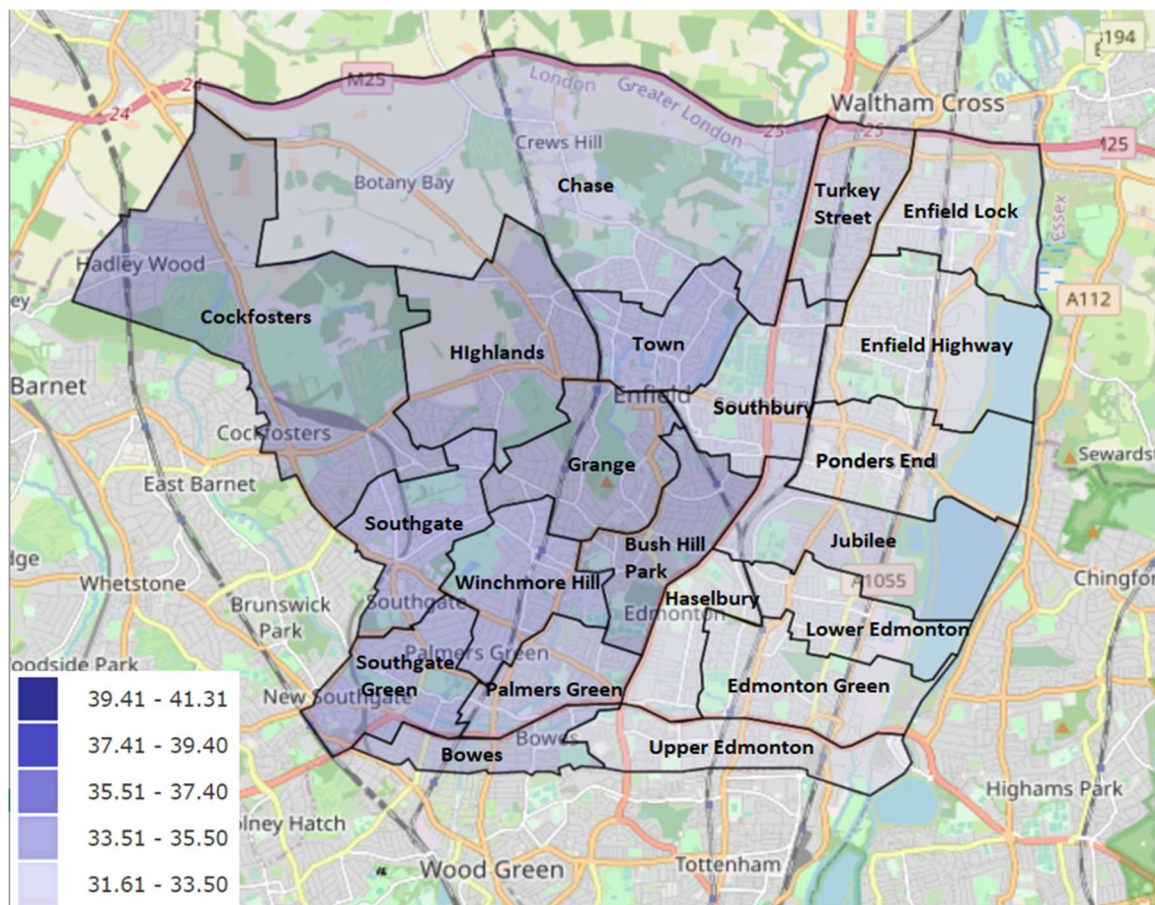 B194
M25
London
Greater London
Waltham Cross
24
24
25
25
M25
Crews Hill
Botany Bay
Chase
Turkey
Street
Enfield Lock
Essex
Hadley Wood
ey
A112
Cockfosters
HIghlands
Town
Enfield Highway
Barnet
Enfield
Southbury
Cockfosters
Grange
Ponders End
Sewardst
East Barnet
Southgate
Bush Hill
Park
Jubilee
dge
Whetstone
Winchmore Hill
A1055
Chingfor
Brunswick
Park
Southgate
Haselbury
Edmonton
Lower Edmonton
oodside Park
Palmers Green
Southgate
Green
Palmers Green
Edmonton Green
New Southgate
39.41 - 41.31
37.41 - 39.40
35.51 - 37.40
33.51 - 35.50
31.61 - 33.50
Bowes
Bowes
Upper Edmonton
Highams Park
olney Hatch
Wood Green
Tottenham